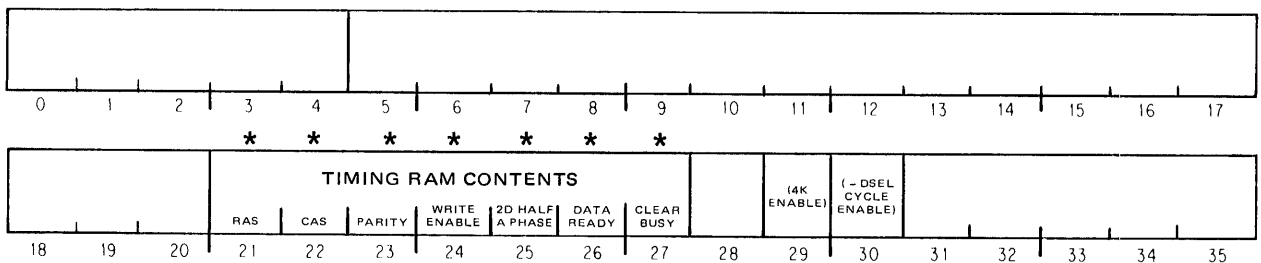 0 1 2 3 4 5 6 7 8 9 10 11 12 13 14 15 16 17
* * * * * * *
TIMING RAM CONTENTS
RAS CAS PARITY WRITE ENABLE 2D HALF A PHASE DATA READY CLEAR BUSY (4K ENABLE) (-DSEL CYCLE ENABLE)
18 19 20 21 22 23 24 25 26 27 28 29 30 31 32 33 34 35